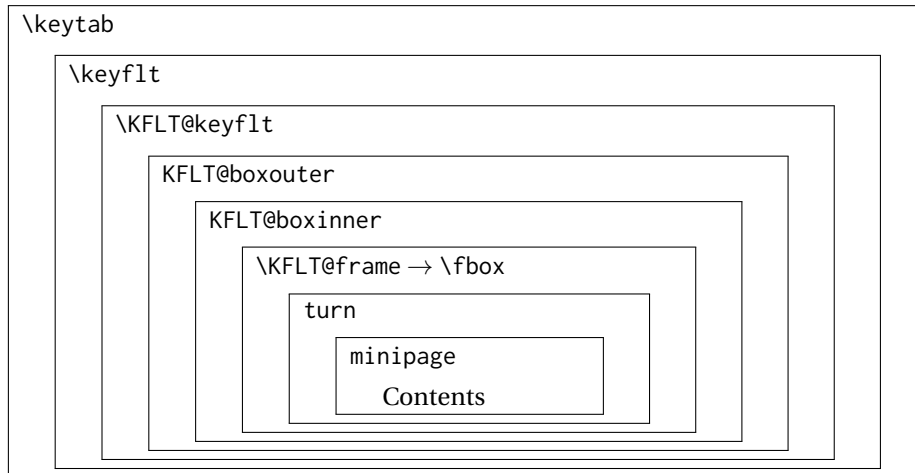 \keytab
\keyflt
\KFLT@keyflt
KFLT@boxouter
KFLT@boxinner
\KFLT@frame → \fbox
turn
minipage
Contents